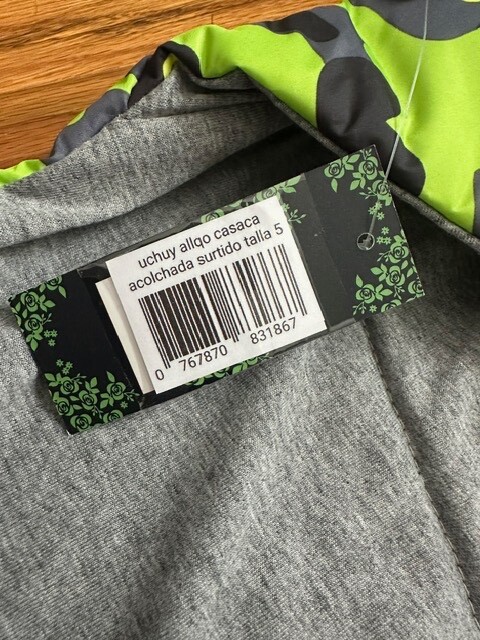 uchuy allqo casaca
acolchada surtido talla 5
0 767870 831867